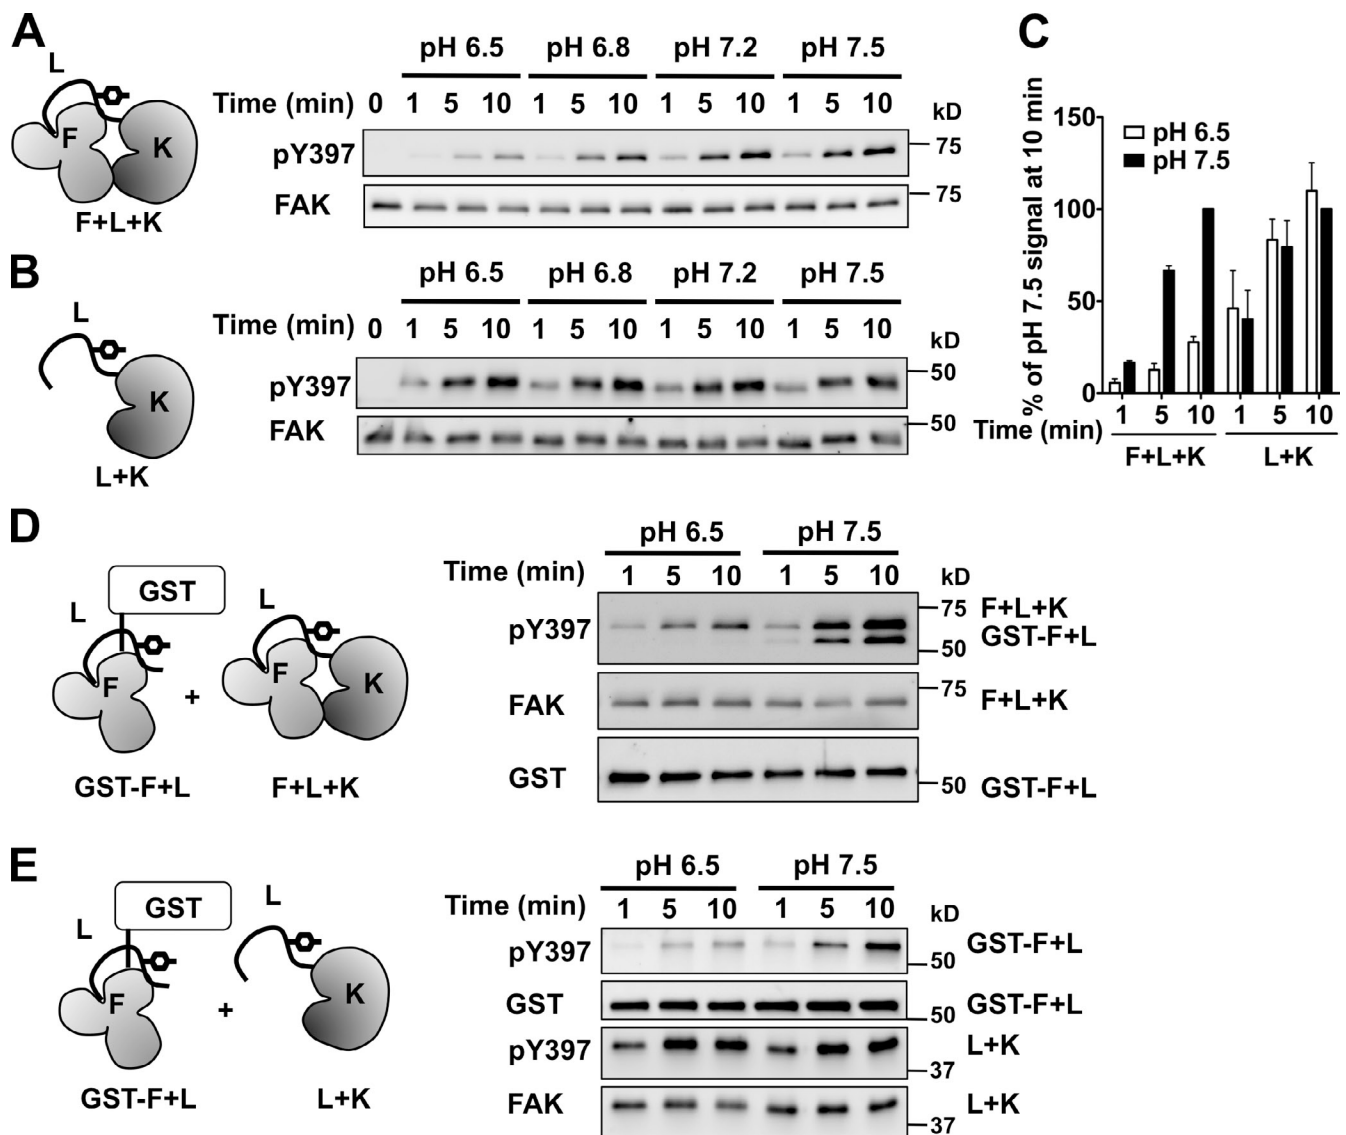 A
L
F
K
F+L+K
pH 6.5 pH 6.8 pH 7.2 pH 7.5
Time (min) 0 1 5 10 1 5 10 1 5 10 1 5 10 kD
pY397 75
FAK 75
B
L
K
L+K
pH 6.5 pH 6.8 pH 7.2 pH 7.5
Time (min) 0 1 5 10 1 5 10 1 5 10 1 5 10 kD
pY397 50
FAK 50
C
% of pH 7.5 signal at 10 min
150
100
50
0
pH 6.5
pH 7.5
Time (min) 1 5 10 1 5 10
F+L+K L+K
D
GST
L L
F + F K
GST-F+L F+L+K
pH 6.5 pH 7.5
Time (min) 1 5 10 1 5 10 kD
pY397 75 F+L+K
50 GST-F+L
FAK 75 F+L+K
GST 50 GST-F+L
E
GST
L L
F + K
GST-F+L L+K
pH 6.5 pH 7.5
Time (min) 1 5 10 1 5 10 kD
pY397 50 GST-F+L
GST 50 GST-F+L
pY397 37 L+K
FAK 37 L+K